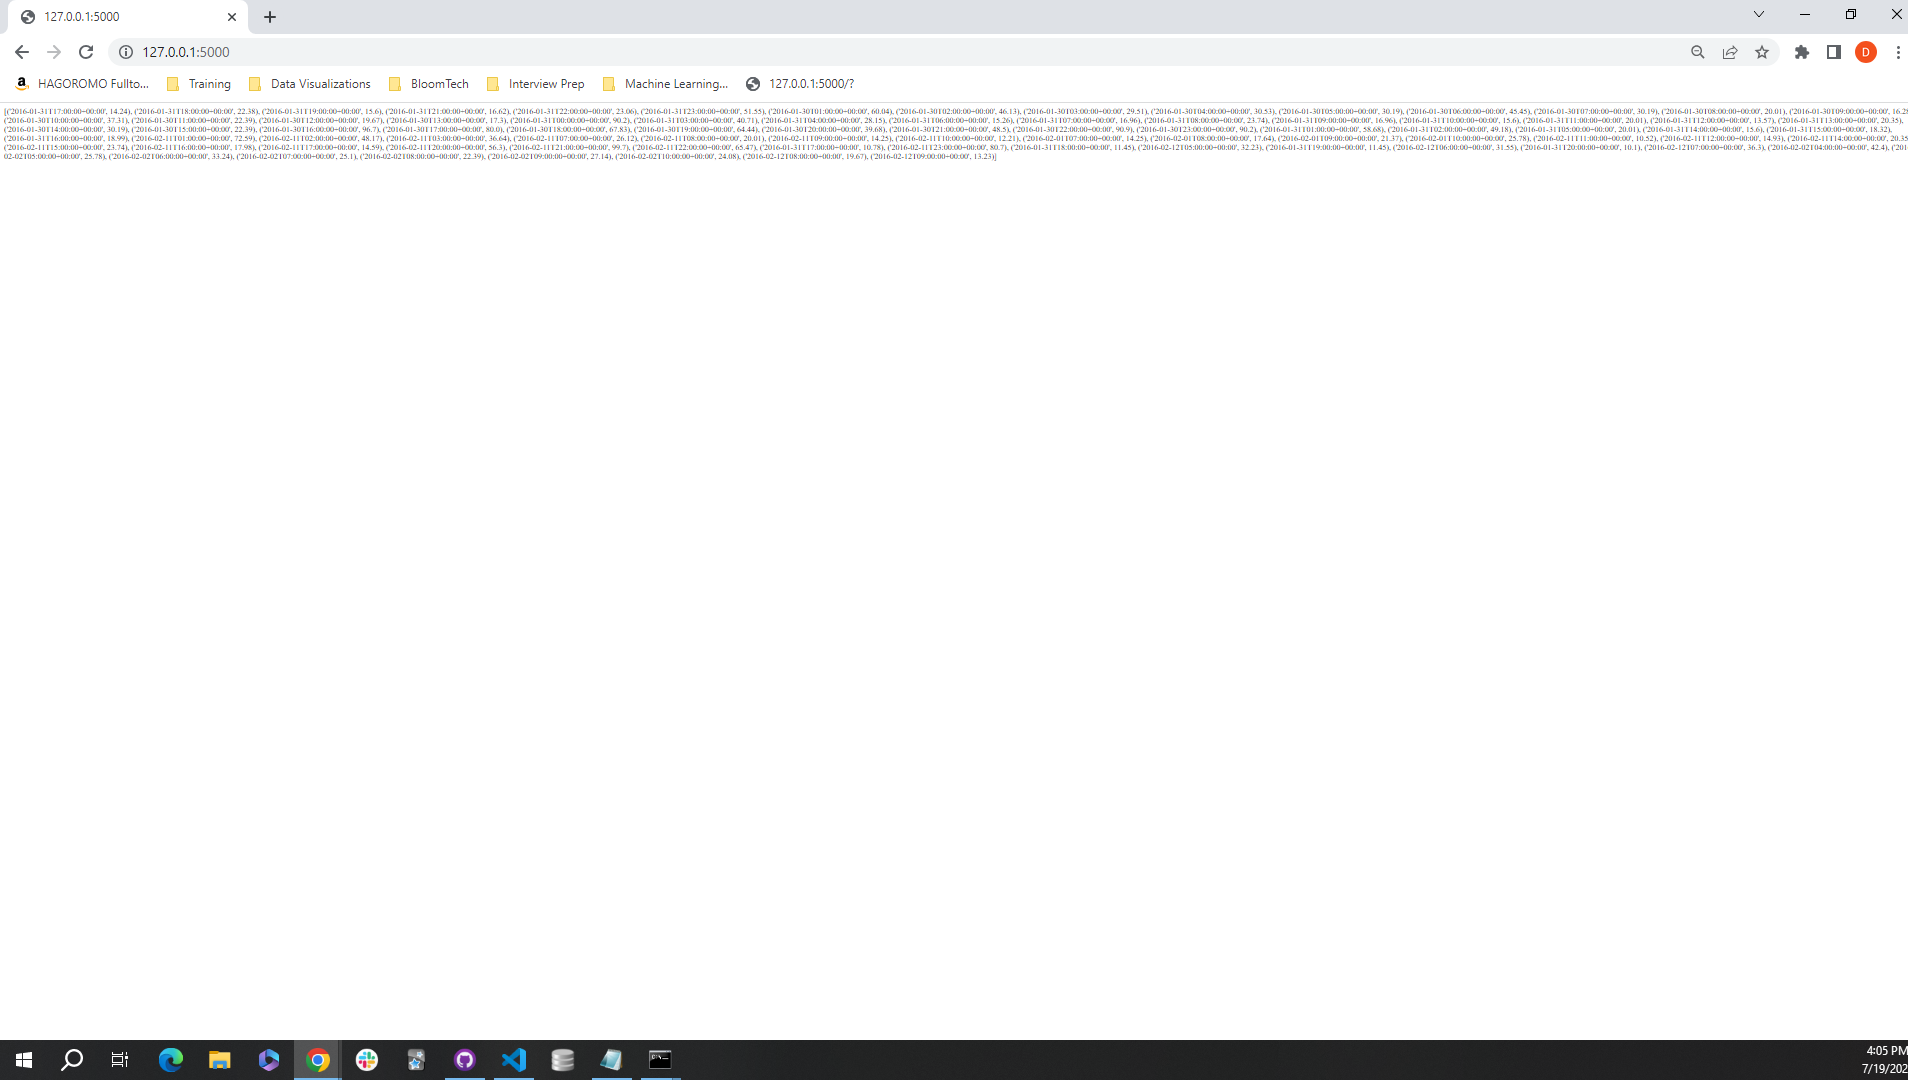 127.0.0.1:5000
127.0.0.1:5000
HAGOROMO Fullto... Training Data Visualizations BloomTech Interview Prep Machine Learning... 127.0.0.1:5000/?
[('2016-01-31T17:00:00+00:00', 14.24), ('2016-01-31T18:00:00+00:00', 22.38), ('2016-01-31T19:00:00+00:00', 15.6), ('2016-01-31T21:00:00+00:00', 16.62), ('2016-01-31T22:00:00+00:00', 23.06), ('2016-01-31T23:00:00+00:00', 51.55), ('2016-01-30T01:00:00+00:00', 60.04), ('2016-01-30T02:00:00+00:00', 46.13), ('2016-01-30T03:00:00+00:00', 29.51), ('2016-01-30T04:00:00+00:00', 30.53), ('2016-01-30T05:00:00+00:00', 30.19), ('2016-01-30T06:00:00+00:00', 45.45), ('2016-01-30T07:00:00+00:00', 30.19), ('2016-01-30T08:00:00+00:00', 20.01), ('2016-01-30T09:00:00+00:00',
('2016-01-30T10:00:00+00:00', 37.31), ('2016-01-30T11:00:00+00:00', 22.39), ('2016-01-30T12:00:00+00:00', 19.67), ('2016-01-30T13:00:00+00:00', 17.3), ('2016-01-31T00:00:00+00:00', 90.2), ('2016-01-31T03:00:00+00:00', 40.71), ('2016-01-31T04:00:00+00:00', 28.15), ('2016-01-31T06:00:00+00:00', 15.26), ('2016-01-31T07:00:00+00:00', 16.96), ('2016-01-31T08:00:00+00:00', 23.74), ('2016-01-31T09:00:00+00:00', 16.96), ('2016-01-31T10:00:00+00:00', 15.6), ('2016-01-31T11:00:00+00:00', 20.01), ('2016-01-31T12:00:00+00:00', 13.57), ('2016-01-31T13:00:00+00:00', 20.35),
('2016-01-30T14:00:00+00:00', 30.19), ('2016-01-30T15:00:00+00:00', 22.39), ('2016-01-30T16:00:00+00:00', 96.7), ('2016-01-30T17:00:00+00:00', 80.0), ('2016-01-30T18:00:00+00:00', 67.83), ('2016-01-30T19:00:00+00:00', 64.44), ('2016-01-30T20:00:00+00:00', 39.68), ('2016-01-30T21:00:00+00:00', 48.5), ('2016-01-30T22:00:00+00:00', 90.9), ('2016-01-30T23:00:00+00:00', 90.2), ('2016-01-31T01:00:00+00:00', 58.68), ('2016-01-31T02:00:00+00:00', 49.18), ('2016-01-31T05:00:00+00:00', 20.01), ('2016-01-31T14:00:00+00:00', 15.6), ('2016-01-31T15:00:00+00:00', 18.32),
('2016-01-31T16:00:00+00:00', 18.99), ('2016-02-11T01:00:00+00:00', 72.59), ('2016-02-11T02:00:00+00:00', 48.17), ('2016-02-11T03:00:00+00:00', 36.64), ('2016-02-11T07:00:00+00:00', 26.12), ('2016-02-11T08:00:00+00:00', 20.01), ('2016-02-11T09:00:00+00:00', 14.25), ('2016-02-11T10:00:00+00:00', 12.21), ('2016-02-01T07:00:00+00:00', 14.25), ('2016-02-01T08:00:00+00:00', 17.64), ('2016-02-01T09:00:00+00:00', 21.37), ('2016-02-01T10:00:00+00:00', 25.78), ('2016-02-11T11:00:00+00:00', 10.52), ('2016-02-11T12:00:00+00:00', 14.93), ('2016-02-11T14:00:00+00:00', 20.35
('2016-02-11T15:00:00+00:00', 23.74), ('2016-02-11T16:00:00+00:00', 17.98), ('2016-02-11T17:00:00+00:00', 14.59), ('2016-02-11T20:00:00+00:00', 56.3), ('2016-02-11T21:00:00+00:00', 99.7), ('2016-02-11T22:00:00+00:00', 65.47), ('2016-01-31T17:00:00+00:00', 10.78), ('2016-02-11T23:00:00+00:00', 80.7), ('2016-01-31T18:00:00+00:00', 11.45), ('2016-02-12T05:00:00+00:00', 32.23), ('2016-01-31T19:00:00+00:00', 11.45), ('2016-02-12T06:00:00+00:00', 31.55), ('2016-01-31T20:00:00+00:00', 10.1), ('2016-02-12T07:00:00+00:00', 36.3), ('2016-02-02T04:00:00+00:00', 42.4), ('201
02-02T05:00:00+00:00', 25.78), ('2016-02-02T06:00:00+00:00', 33.24), ('2016-02-02T07:00:00+00:00', 25.1), ('2016-02-02T08:00:00+00:00', 22.39), ('2016-02-02T09:00:00+00:00', 27.14), ('2016-02-02T10:00:00+00:00', 24.08), ('2016-02-12T08:00:00+00:00', 19.67), ('2016-02-12T09:00:00+00:00', 13.23)]
4:05 PM
7/19/202